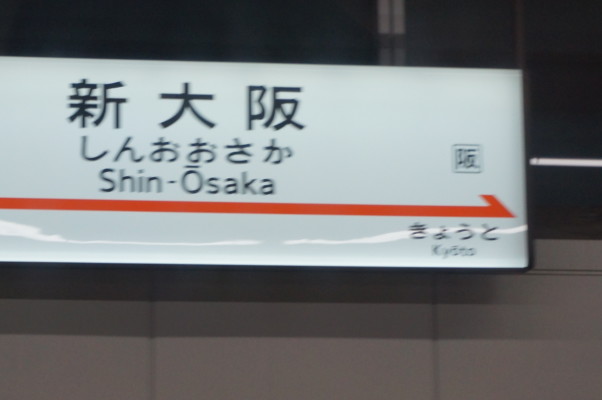 新大阪
しんおおさか
Shin-Ōsaka
阪
きょうと
Kyōto